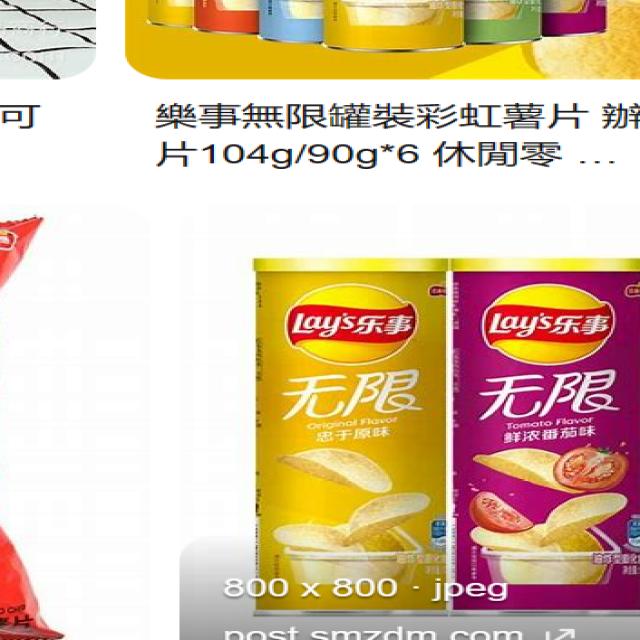 可
樂事無限罐裝彩虹薯片 辦
片104g/90g*6 休閒零 ...
Lay's乐事
无限
Original Flavor
忠于原味
Lay's乐事
无限
Tomato Flavor
鲜浓番茄味
800 x 800 · jpeg
post.smzdm.com